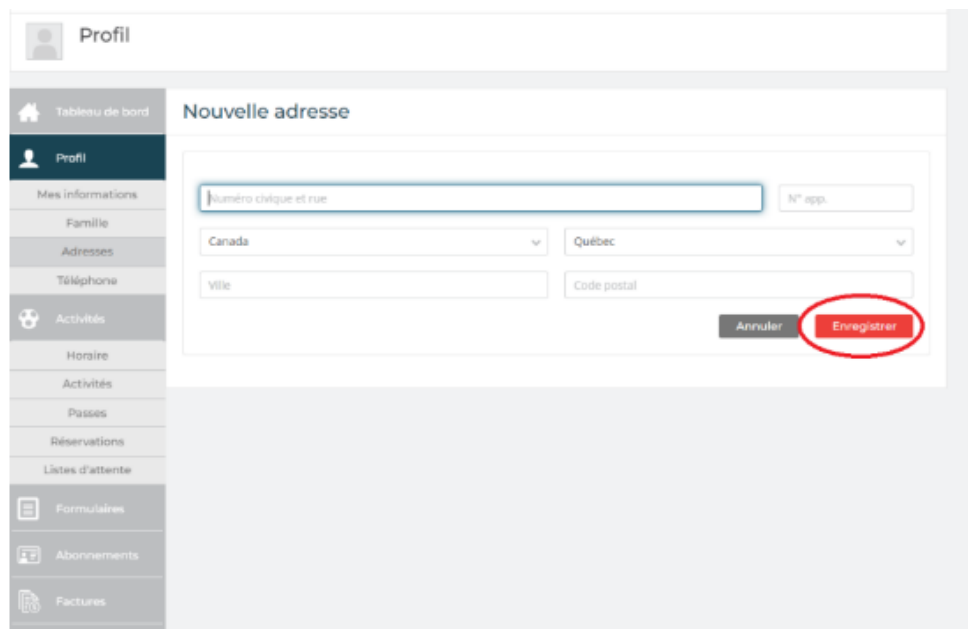 Profil
Tableau de bord
Profil
Mes informations
Famille
Adresses
Téléphone
Activités
Horaire
Activités
Passes
Réservations
Listes d'attente
Formulaires
Abonnements
Factures
Nouvelle adresse
Numéro civique et rue
N° app.
Canada
Québec
Ville
Code postal
Annuler
Enregistrer